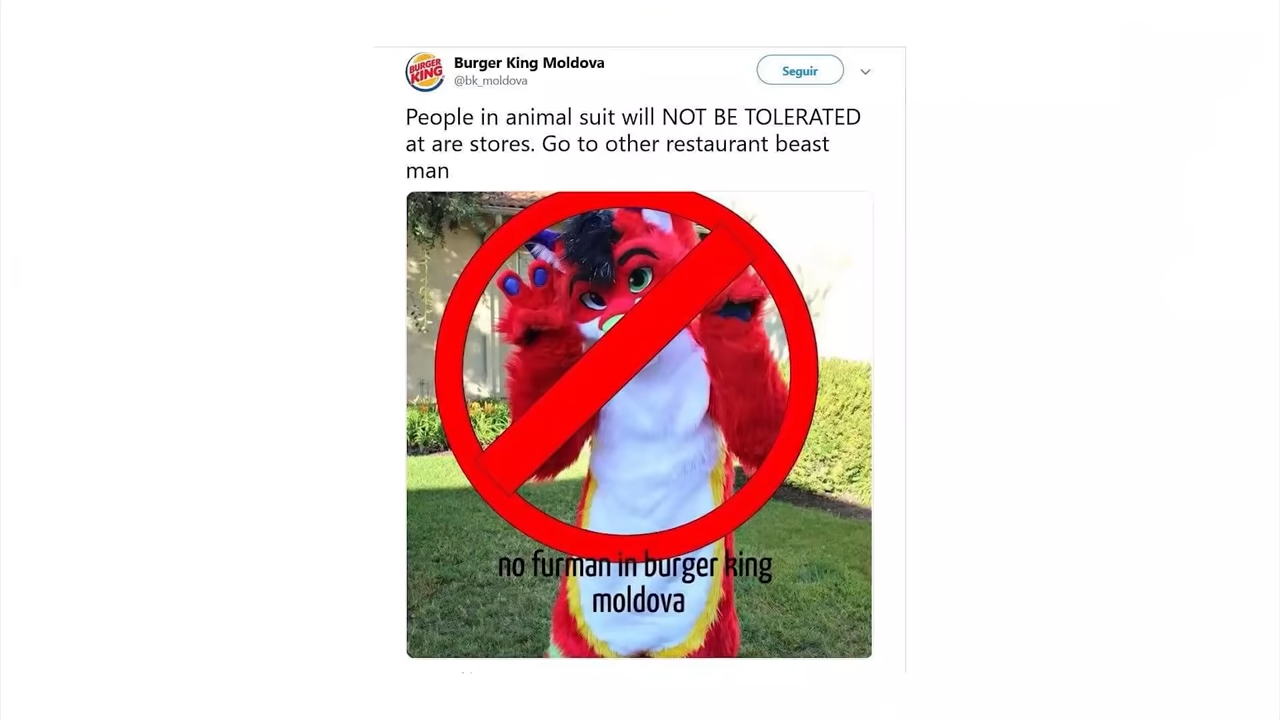 BURGER
KING
Burger King Moldova
@bk_moldova
Seguir
People in animal suit will NOT BE TOLERATED
at are stores. Go to other restaurant beast
man
no furman in burger king
moldova